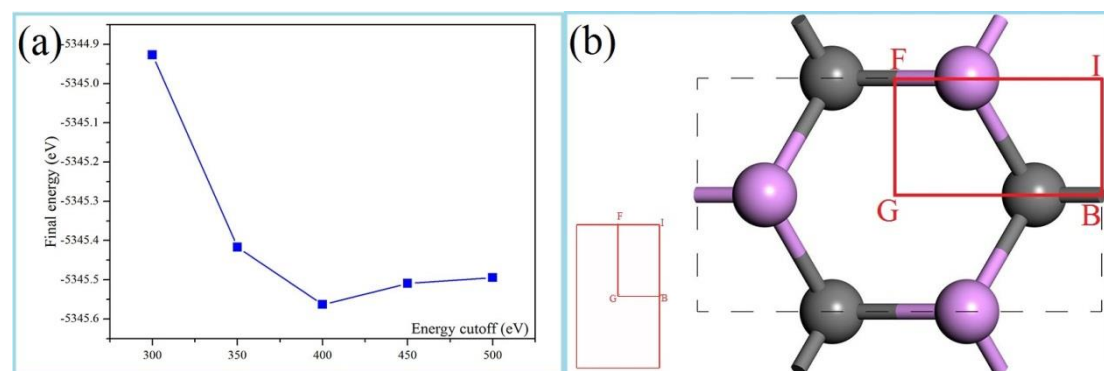 (a)
Final energy (eV)
-5344.9
-5345.0
-5345.1
-5345.2
-5345.3
-5345.4
-5345.5
-5345.6
Energy cutoff (eV)
300 350 400 450 500
(b)
F I
G B
F I
G B